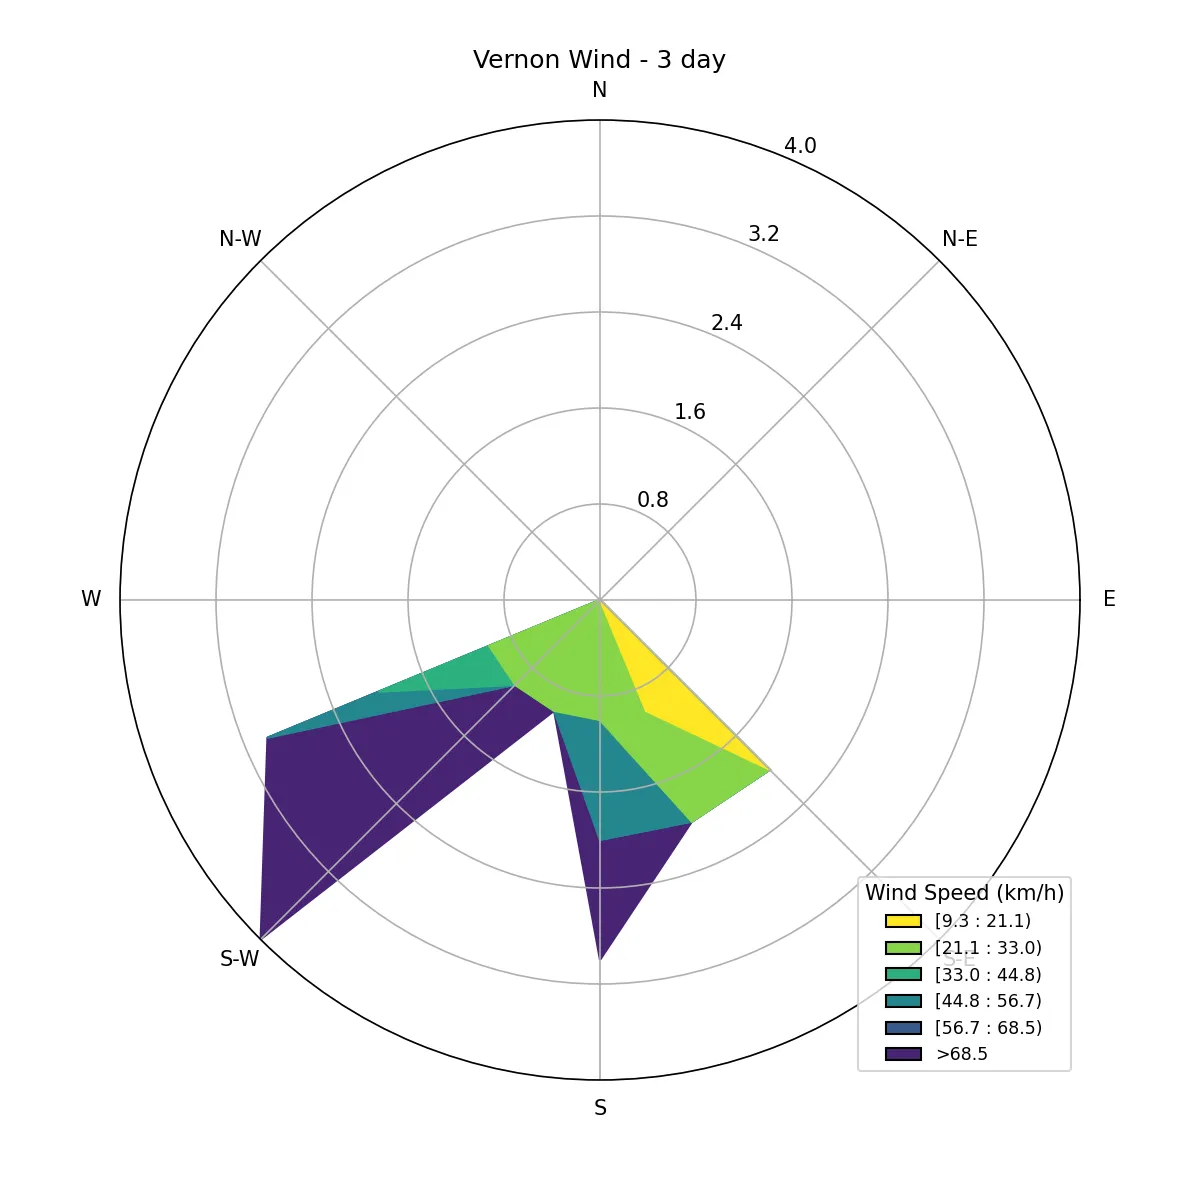 Vernon Wind - 3 day
N
4.0
N-W
3.2
N-E
2.4
1.6
0.8
W
E
Wind Speed (km/h)
[9.3 : 21.1)
[21.1 : 33.0)
S-W
S-E
[33.0 : 44.8)
[44.8 : 56.7)
[56.7 : 68.5)
>68.5
S